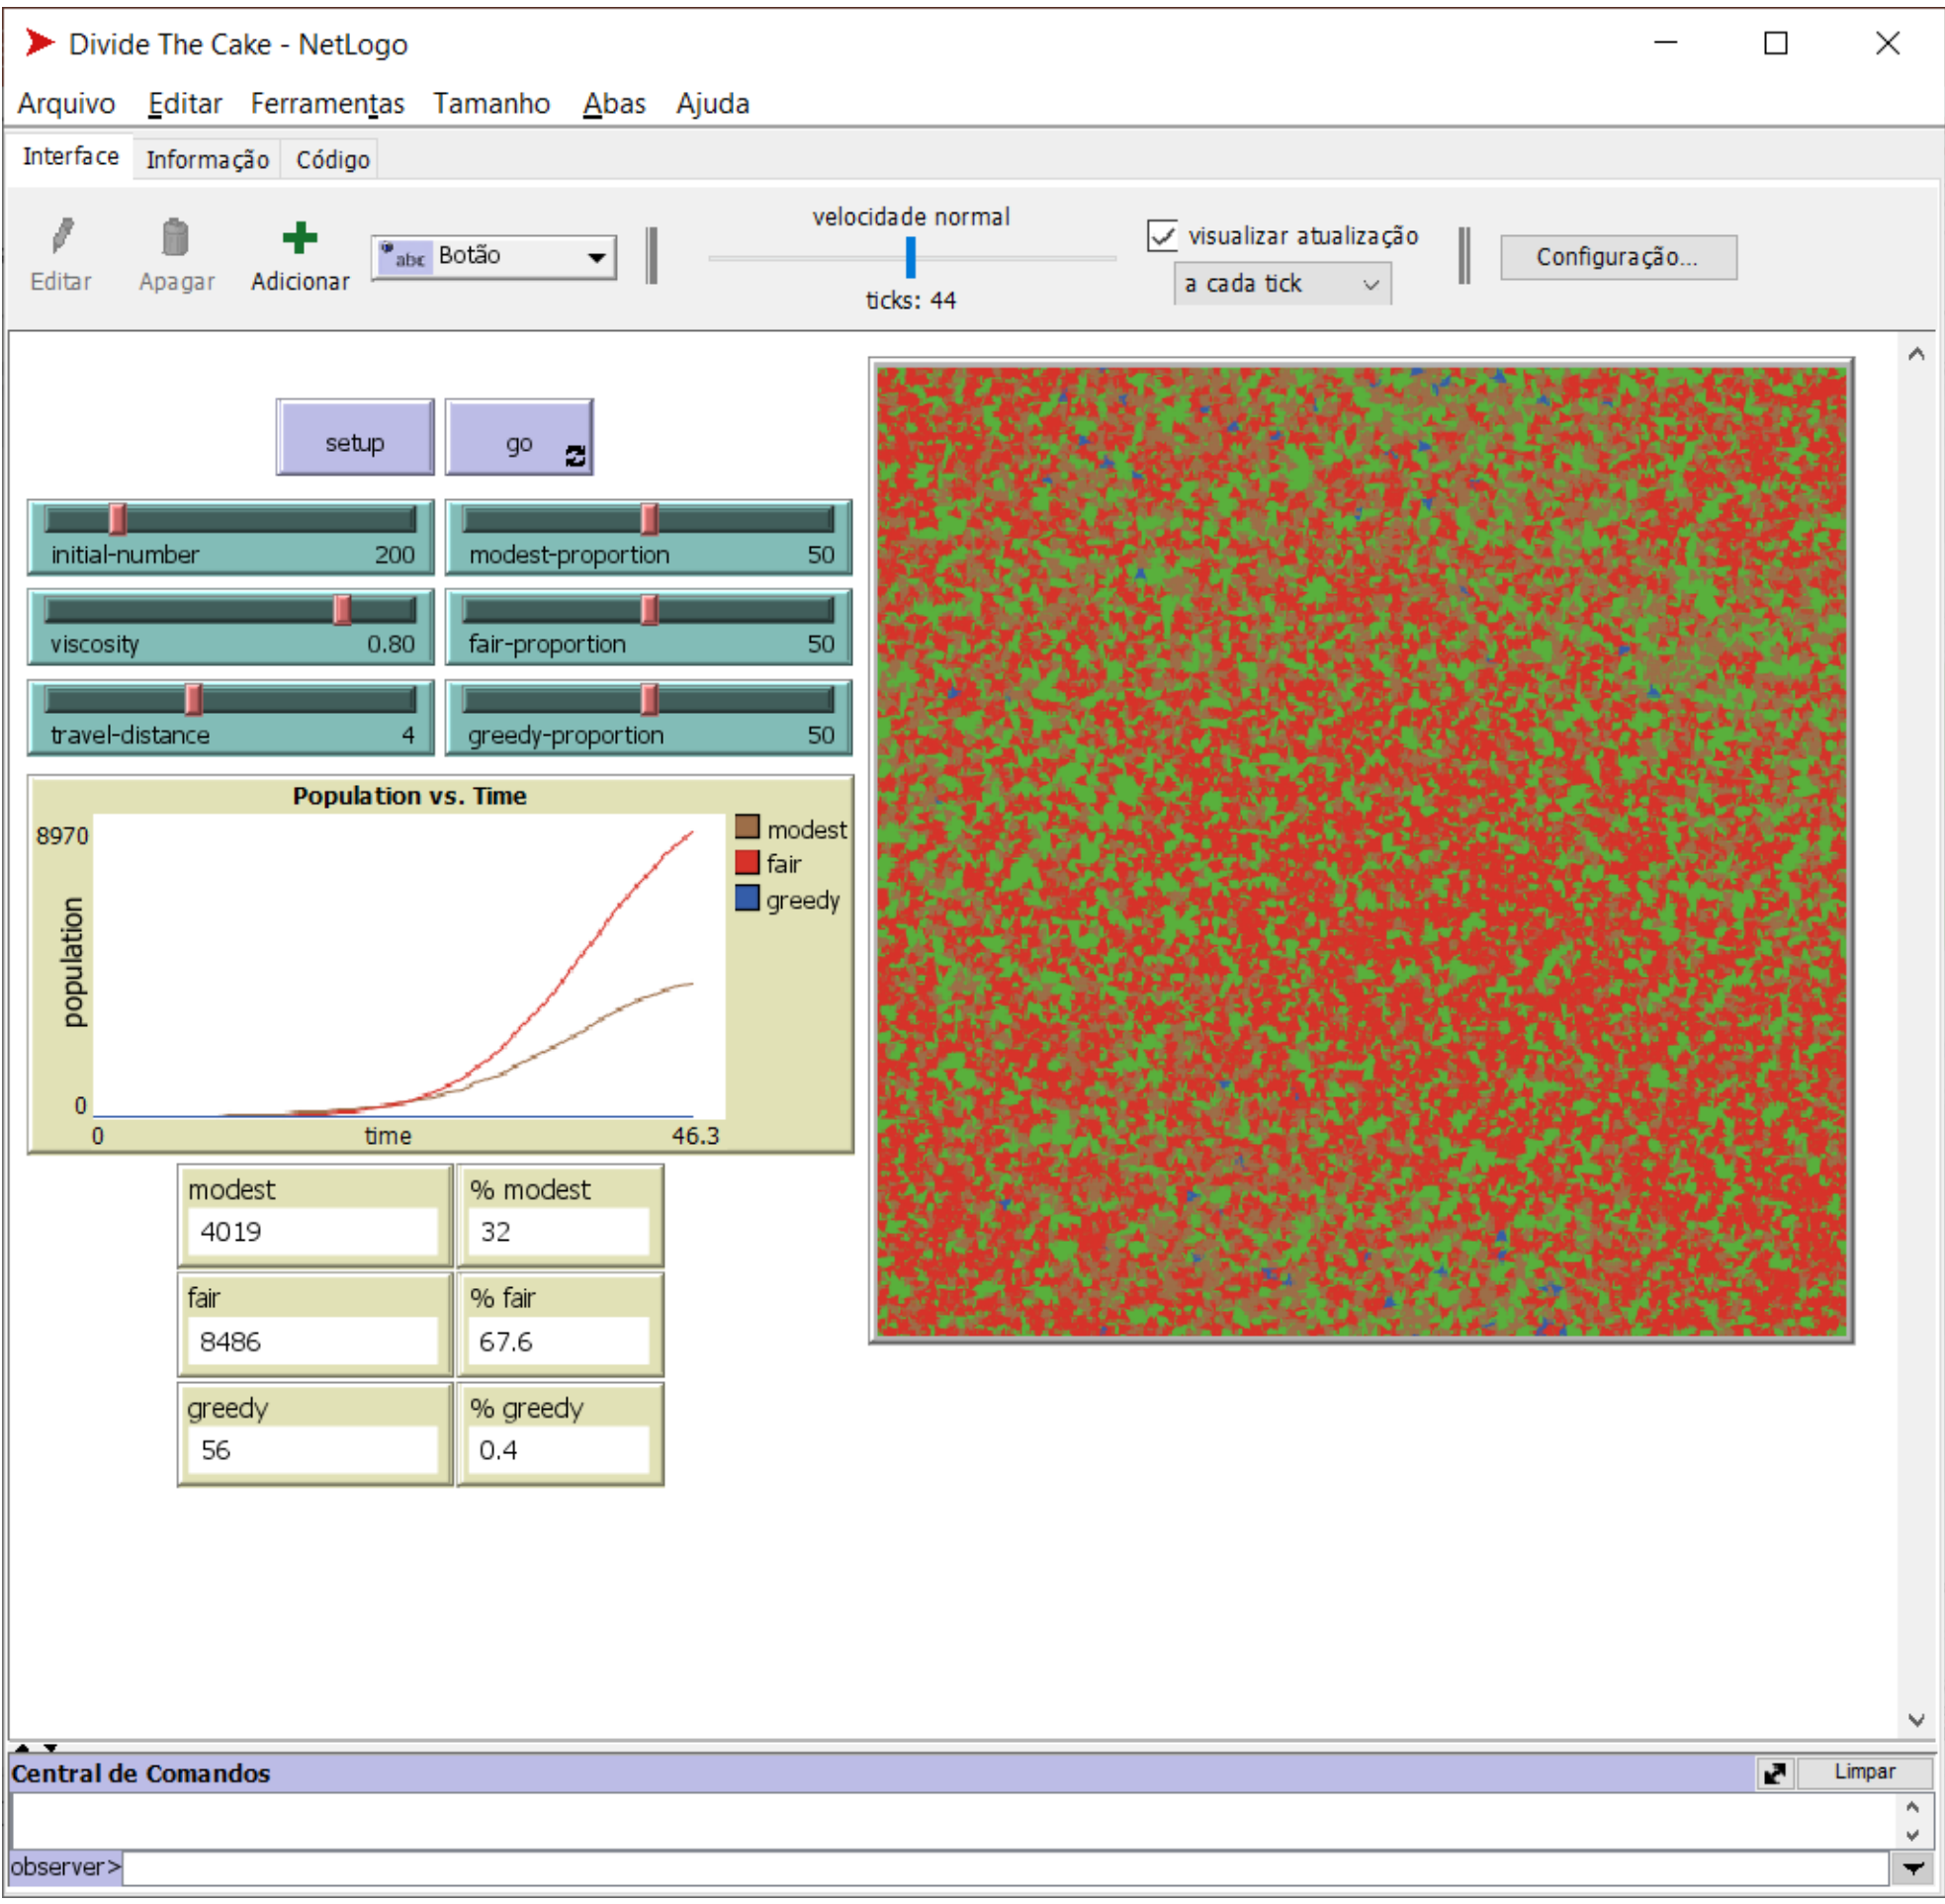 Divide The Cake - NetLogo
Arquivo Editar Ferramentas Tamanho Abas Ajuda
Interface Informação Código
Editar Apagar Adicionar abc Botão
velocidade normal
ticks: 44
visualizar atualização
a cada tick
Configuração...
setup go
initial-number 200 modest-proportion 50
viscosity 0.80 fair-proportion 50
travel-distance 4 greedy-proportion 50
Population vs. Time
8970
population
0
0 time 46.3
modest
fair
greedy
modest % modest
4019 32
fair % fair
8486 67.6
greedy % greedy
56 0.4
Central de Comandos Limpar
observer>